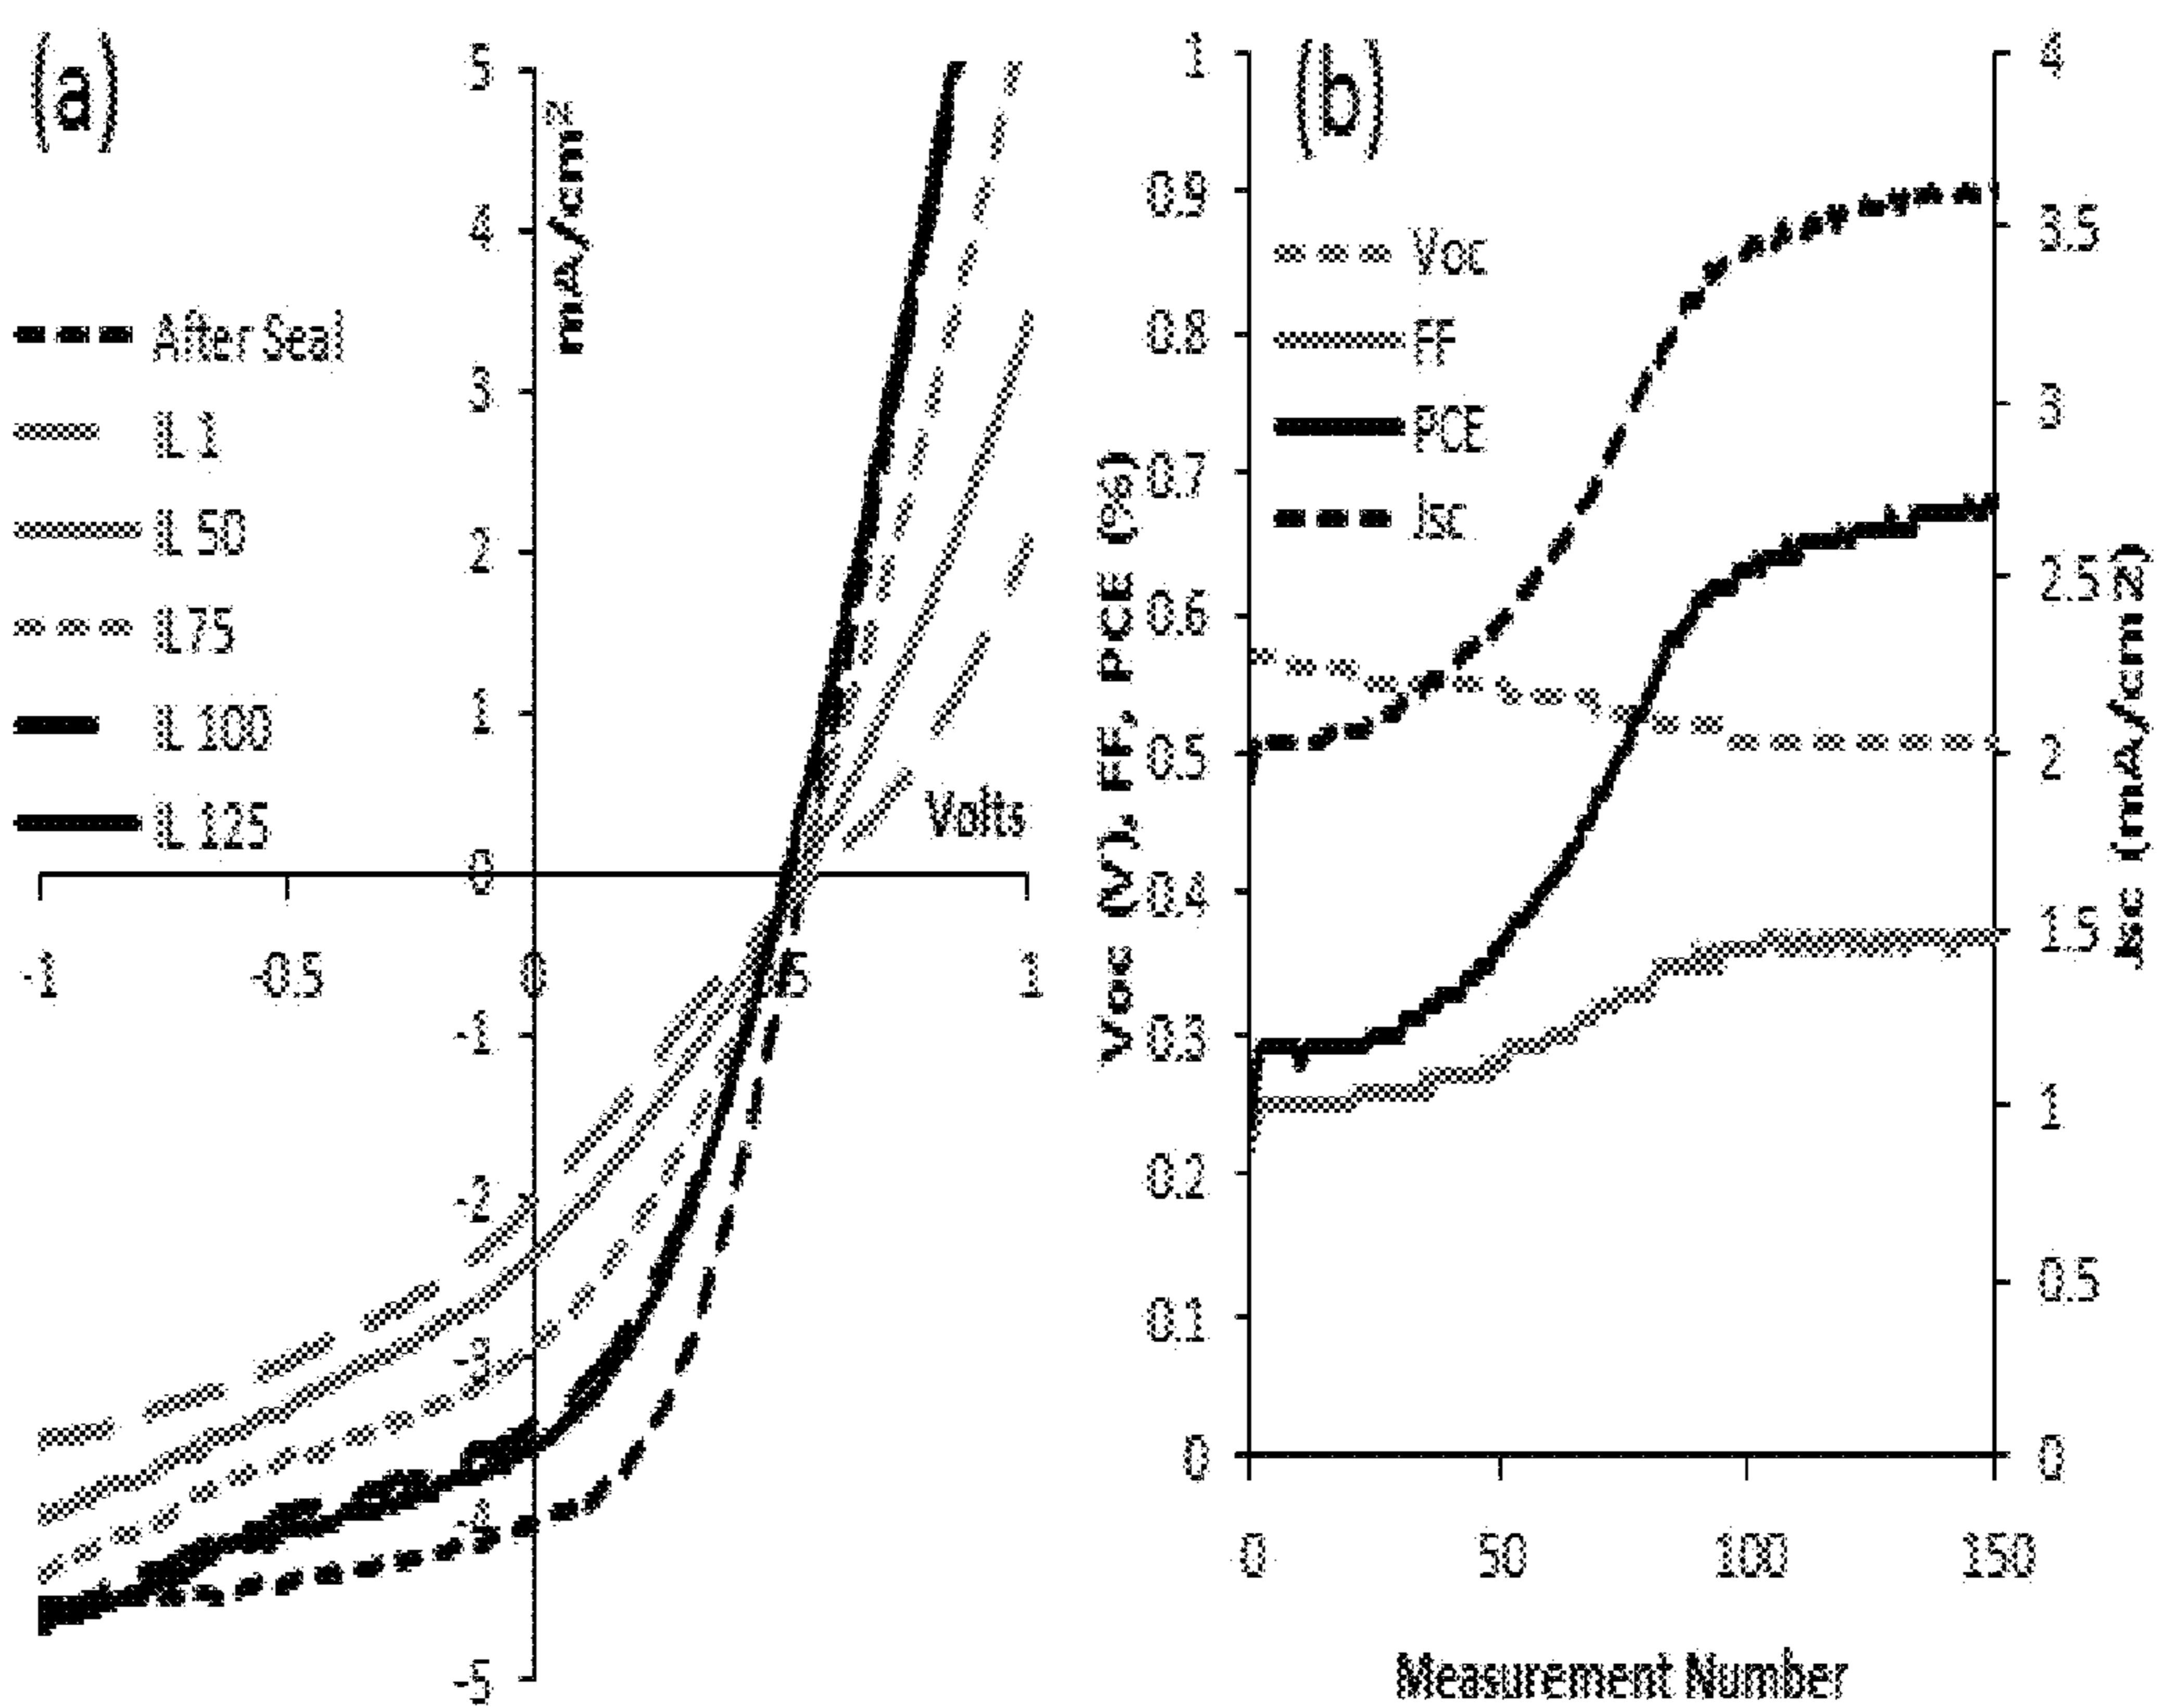 (a)
5
4
3
2
1
0
-1
-2
-3
-4
-5
mA/cm²
After Seal
IL 1
IL 50
IL 75
IL 100
IL 125
Volts
-1
-0.5
0
1
(b)
1
0.9
0.8
0.7
0.6
0.5
0.4
0.3
0.2
0.1
0
Voc (V), FF, PCE (%)
Voc
FF
PCE
Jsc
4
3.5
3
2.5
2
1.5
1
0.5
0
Jsc (mA/cm2)
0
50
100
150
Measurement Number